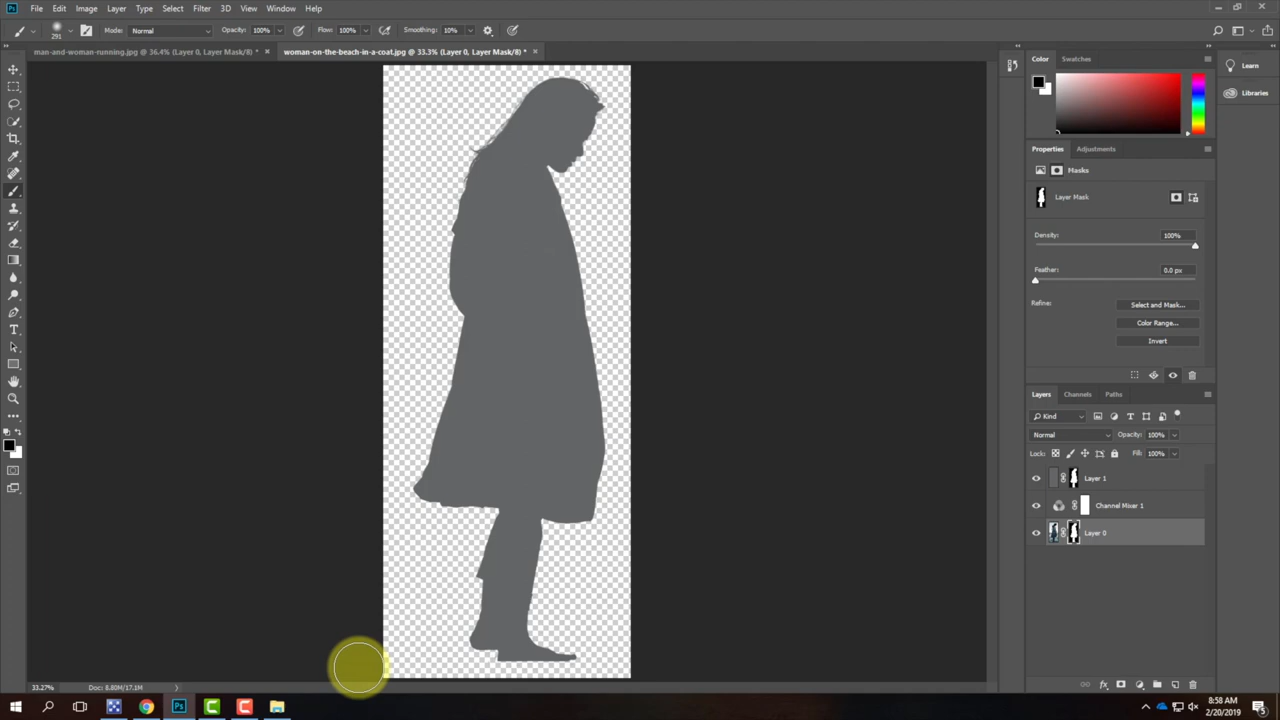 File Edit Image Layer Type Select Filter 3D View Window Help
291 Mode: Normal Opacity: 100% Flow: 100% Smoothing: 10%
man-and-woman-running.jpg @ 36.4% (Layer 0, Layer Mask/8) * × woman-on-the-beach-in-a-coat.jpg @ 33.3% (Layer 0, Layer Mask/8) * ×
Color Swatches
Learn
Libraries
Properties Adjustments
Masks
Layer Mask
Density: 100%
Feather: 0.0 px
Refine: Select and Mask...
Color Range...
Invert
Layers Channels Paths
Kind
Normal Opacity: 100%
Lock: Fill: 100%
Layer 1
Channel Mixer 1
Layer 0
33.27% Doc: 8.80M/17.1M
8:58 AM
2/20/2019